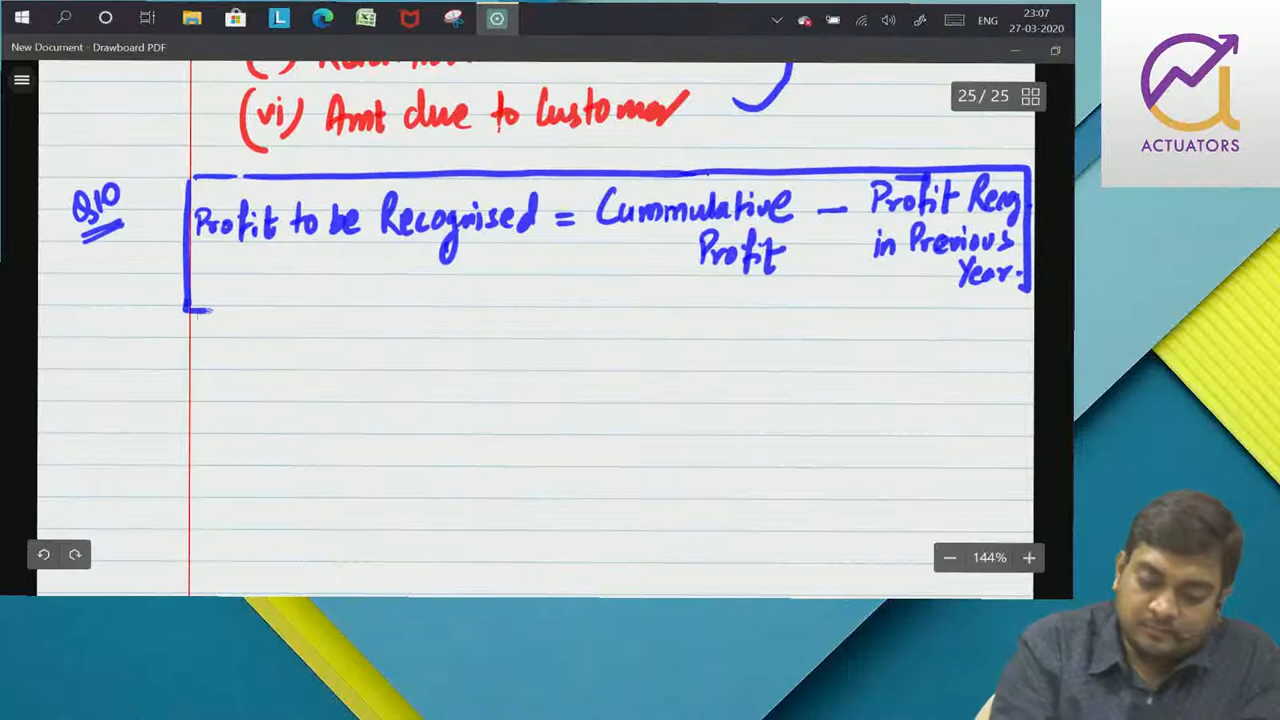 23:07
ENG
27-03-2020
New Document - Drawboard PDF
25/25
(vi) Amt due to Customer
ACTUATORS
Q10
Profit to be Recognised = Cummulative Profit - Profit Recog in Previous Year.
144%